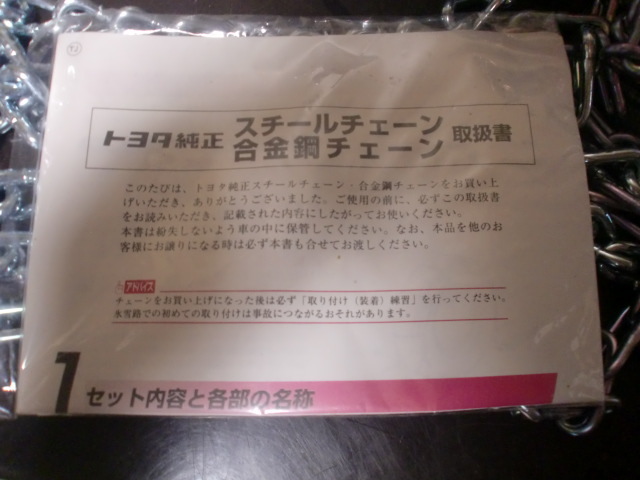 トヨタ純正 スチールチェーン 合金鋼チェーン 取扱書
このたびは、トヨタ純正スチールチェーン・合金鋼チェーンをお買い上
げいただき、ありがとうございました。ご使用の前に、必ずこの取扱書
をお読みいただき、記載された内容にしたがってお使いください。
本書は紛失しないよう車の中に保管してください。なお、本品を他のお
客様にお譲りになる時は必ず本書も合せてお渡しください。
アドバイス
チェーンをお買い上げになった後は必ず「取り付け(装着)練習」を行ってください。
氷雪路での初めての取り付けは事故につながるおそれがあります。
1 セット内容と各部の名称